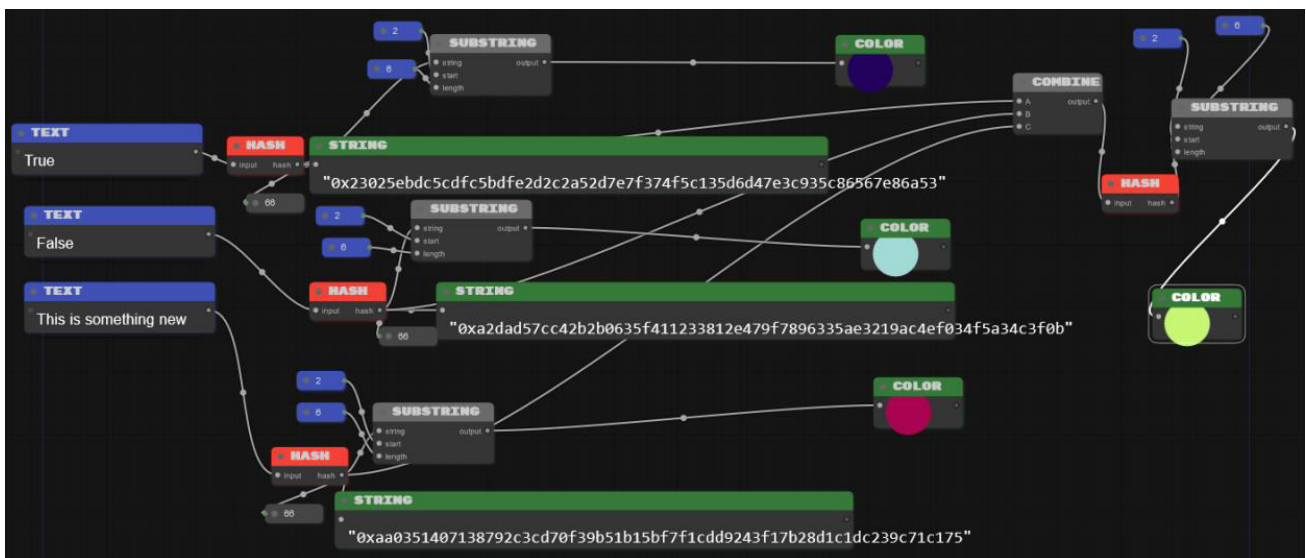 2
SUBSTRING
string
output
start
length
6
COLOR
2
6
COMBINE
A
output
B
C
SUBSTRING
string
output
start
length
TEXT
True
HASH
input hash
STRING
"0x23025ebdc5cdfc5bdfe2d2c2a52d7e7f374f5c135d6d47e3c935c86567e86a53"
66
HASH
input hash
TEXT
False
2
SUBSTRING
string
output
start
length
6
COLOR
TEXT
This is something new
HASH
input hash
STRING
"0xa2dad57cc42b2b0635f411233812e479f7896335ae3219ac4ef034f5a34c3f0b"
66
COLOR
2
6
SUBSTRING
string
output
start
length
COLOR
HASH
input hash
66
STRING
"0xaa0351407138792c3cd70f39b51b15bf7f1cdd9243f17b28d1c1dc239c71c175"